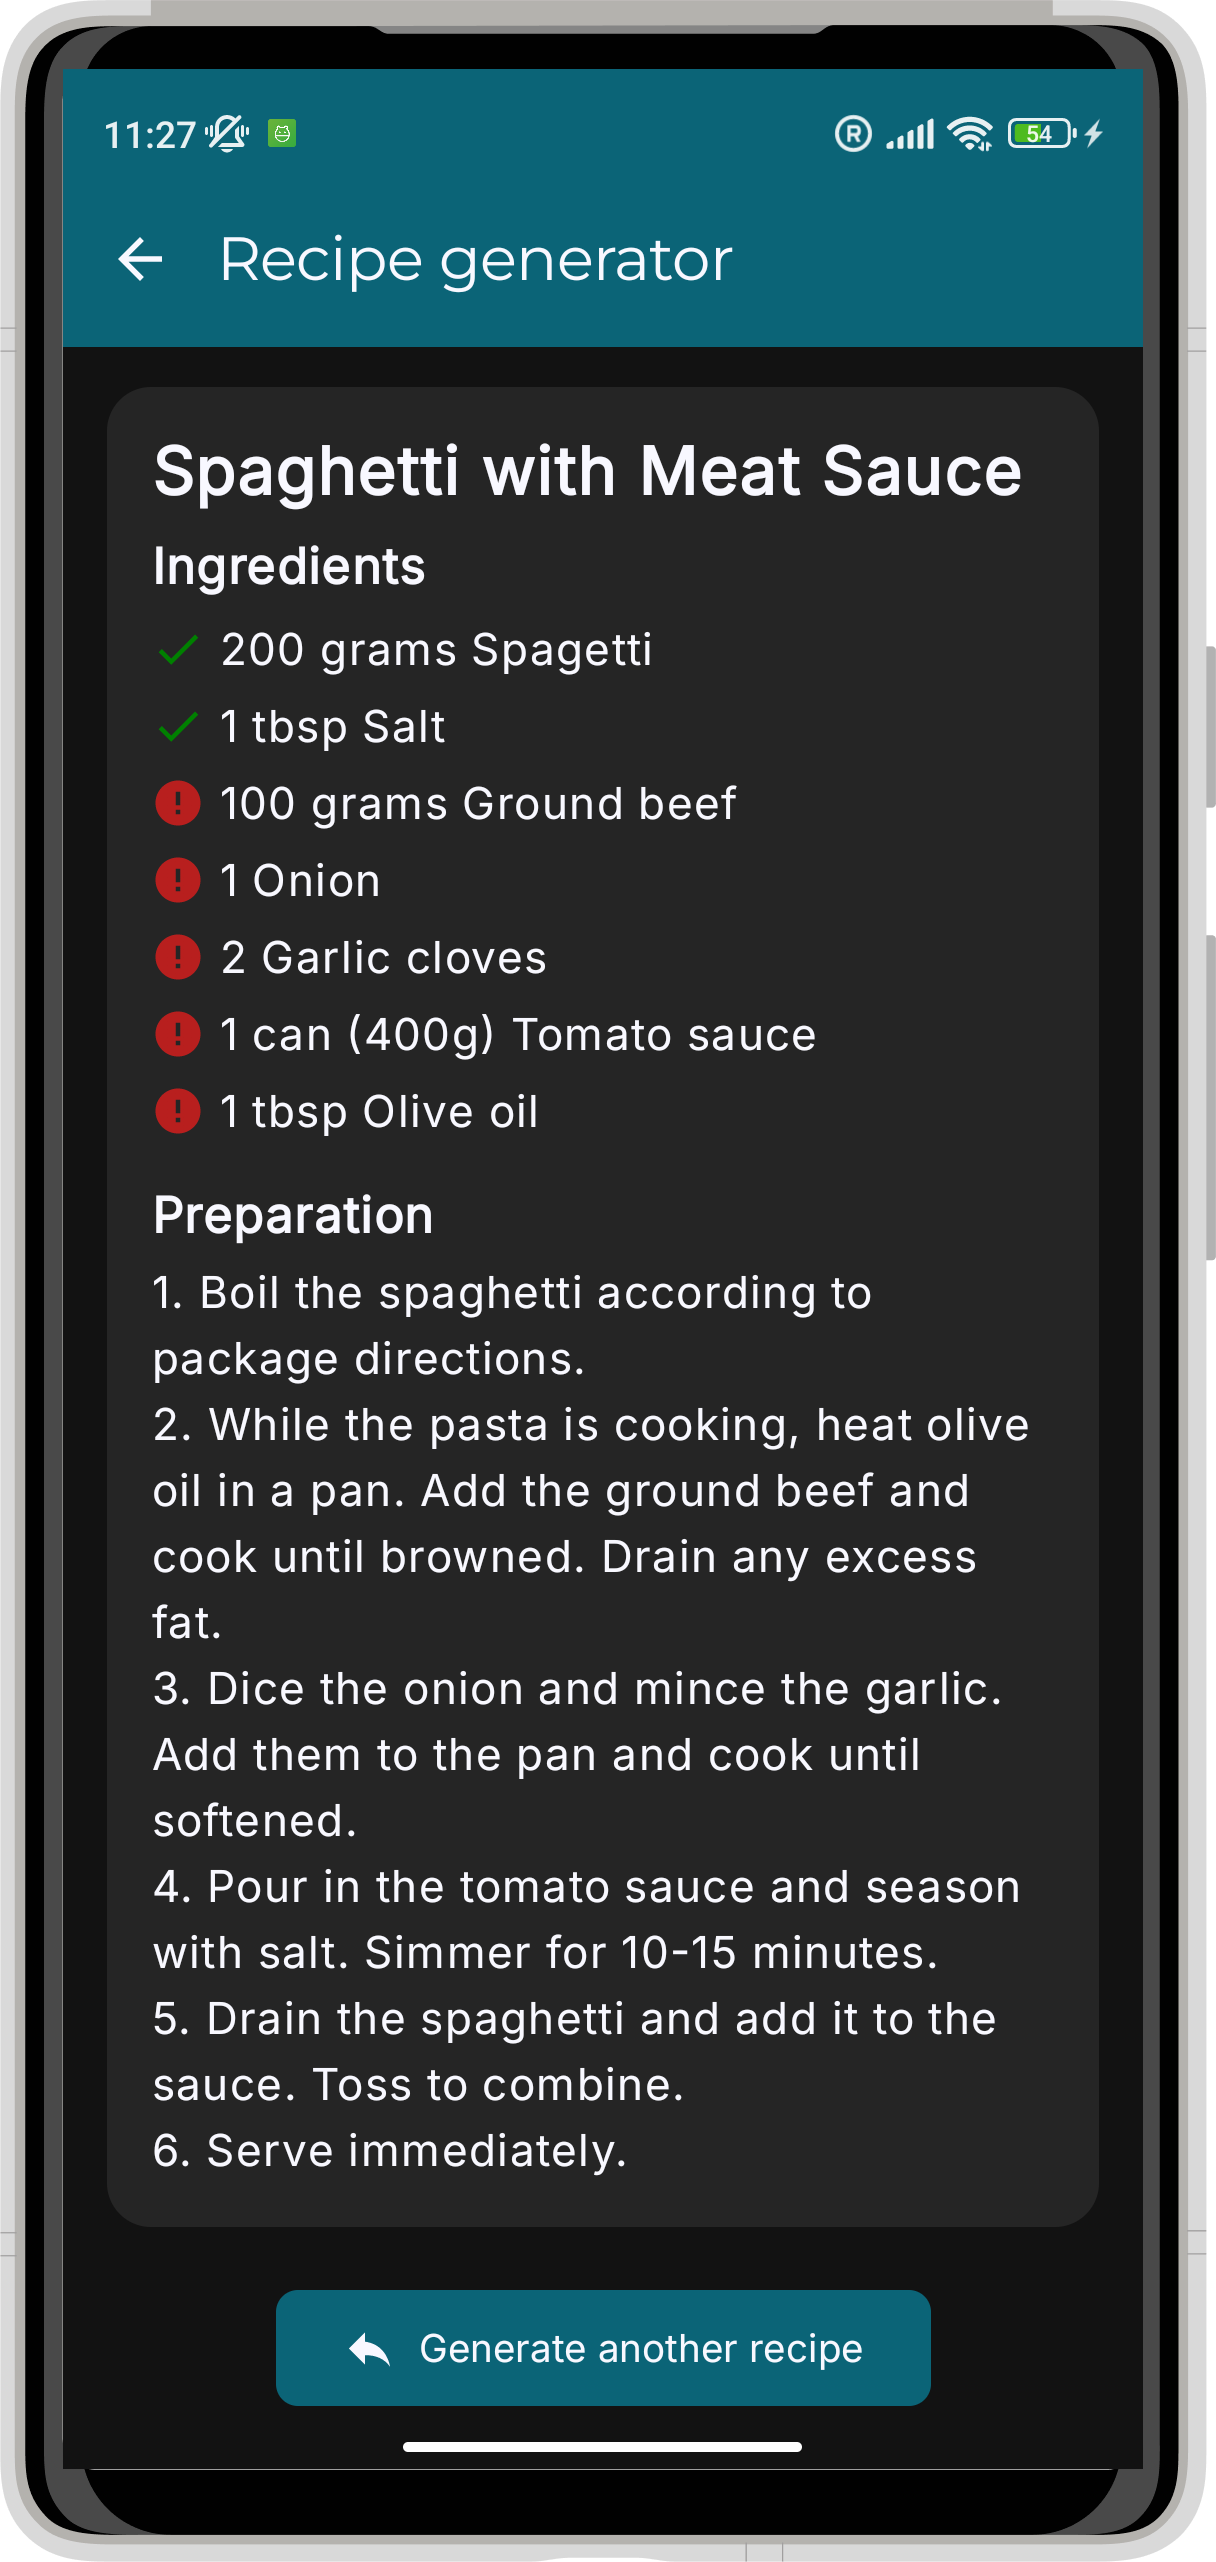 11:27 R 54
Recipe generator
Spaghetti with Meat Sauce
Ingredients
200 grams Spagetti
1 tbsp Salt
100 grams Ground beef
1 Onion
2 Garlic cloves
1 can (400g) Tomato sauce
1 tbsp Olive oil
Preparation
1. Boil the spaghetti according to
package directions.
2. While the pasta is cooking, heat olive
oil in a pan. Add the ground beef and
cook until browned. Drain any excess
fat.
3. Dice the onion and mince the garlic.
Add them to the pan and cook until
softened.
4. Pour in the tomato sauce and season
with salt. Simmer for 10-15 minutes.
5. Drain the spaghetti and add it to the
sauce. Toss to combine.
6. Serve immediately.
Generate another recipe